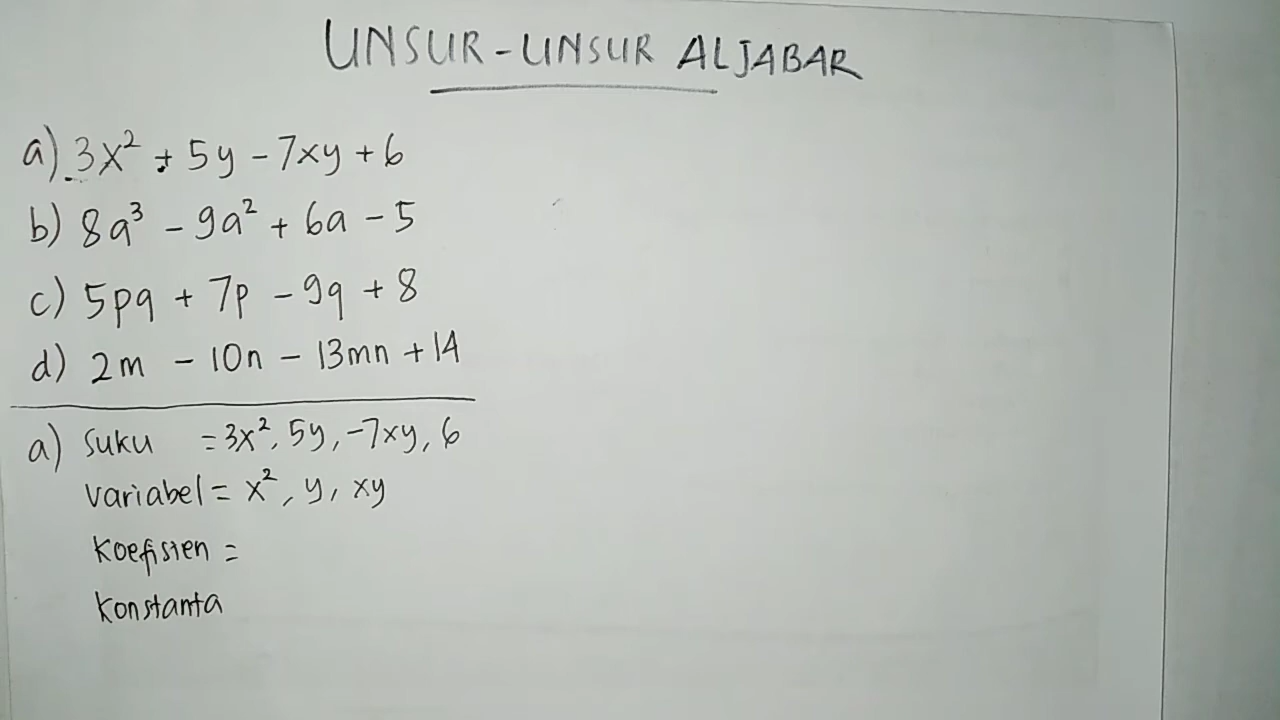 UNSUR-UNSUR ALJABAR
a) 3x² + 5y - 7xy + 6
b) 8a³ - 9a² + 6a - 5
c) 5pq + 7p - 9q + 8
d) 2m - 10n - 13mn + 14
a) suku = 3x², 5y, -7xy, 6
variabel = x², y, xy
koefisien =
konstanta